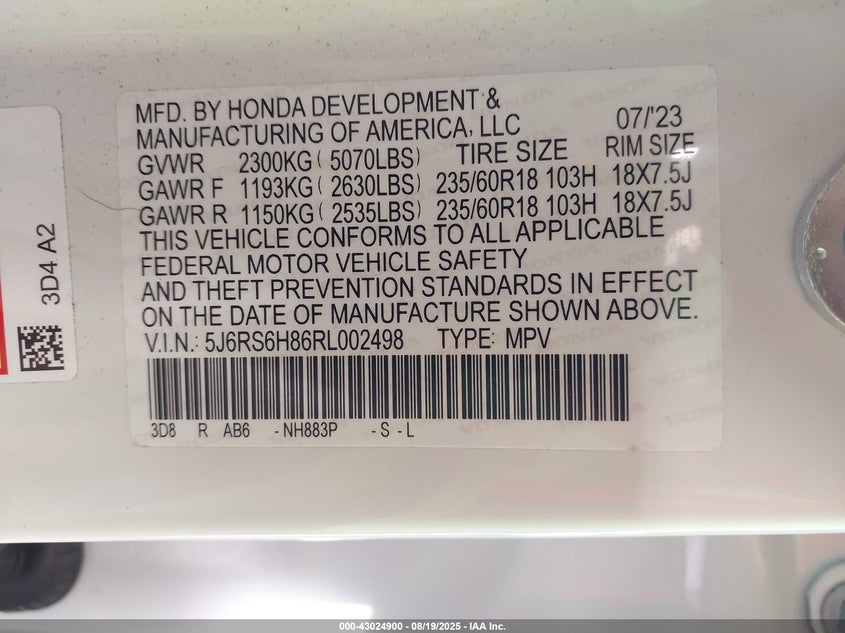 MFD. BY HONDA DEVELOPMENT &
MANUFACTURING OF AMERICA, LLC 07/'23
GVWR 2300KG ( 5070LBS) TIRE SIZE RIM SIZE
GAWR F 1193KG ( 2630LBS) 235/60R18 103H 18X7.5J
GAWR R 1150KG ( 2535LBS) 235/60R18 103H 18X7.5J
THIS VEHICLE CONFORMS TO ALL APPLICABLE
FEDERAL MOTOR VEHICLE SAFETY
AND THEFT PREVENTION STANDARDS IN EFFECT
ON THE DATE OF MANUFACTURE SHOWN ABOVE.
V.I.N.: 5J6RS6H86RL002498 TYPE: MPV
3D8 R AB6 -NH883P -S -L
3D4 A2
000-43024900 - 08/19/2025 - IAA Inc.